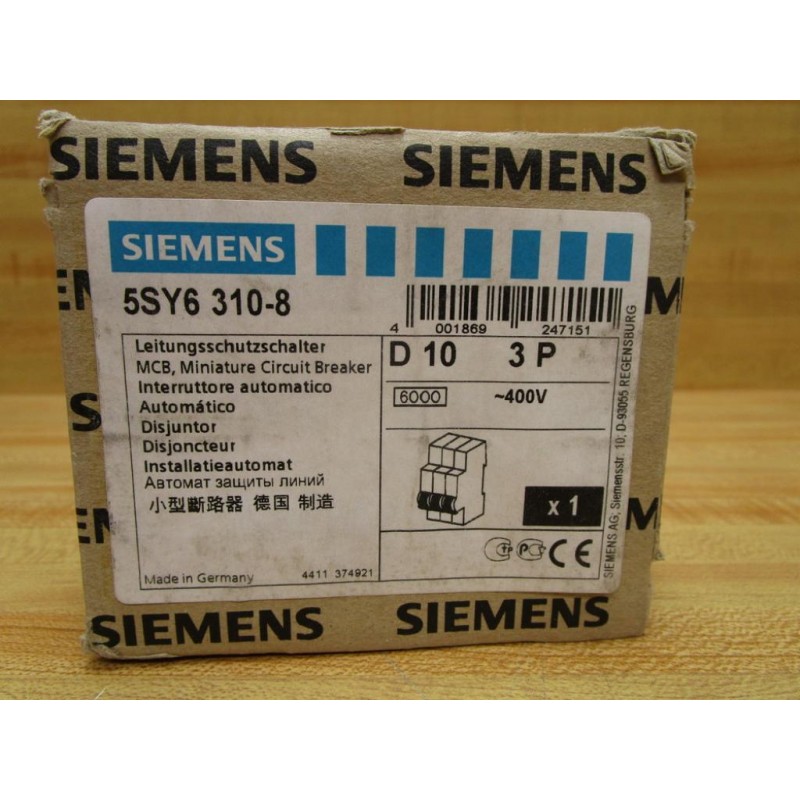 SIEMENS SIEMENS
SIEMENS
5SY6 310-8
4 001869 247151
Leitungsschutzschalter
MCB, Miniature Circuit Breaker
Interruttore automatico
Automático
Disjuntor
Disjoncteur
Installatieautomat
Автомат защиты линий
小型斷路器 德国 制造
Made in Germany
4411 374921
D 10 3 P
6000 ~400V
x 1
CE
SIEMENS AG, Siemensstr. 10; D-93055 REGENSBURG
SIEMENS SIEMENS